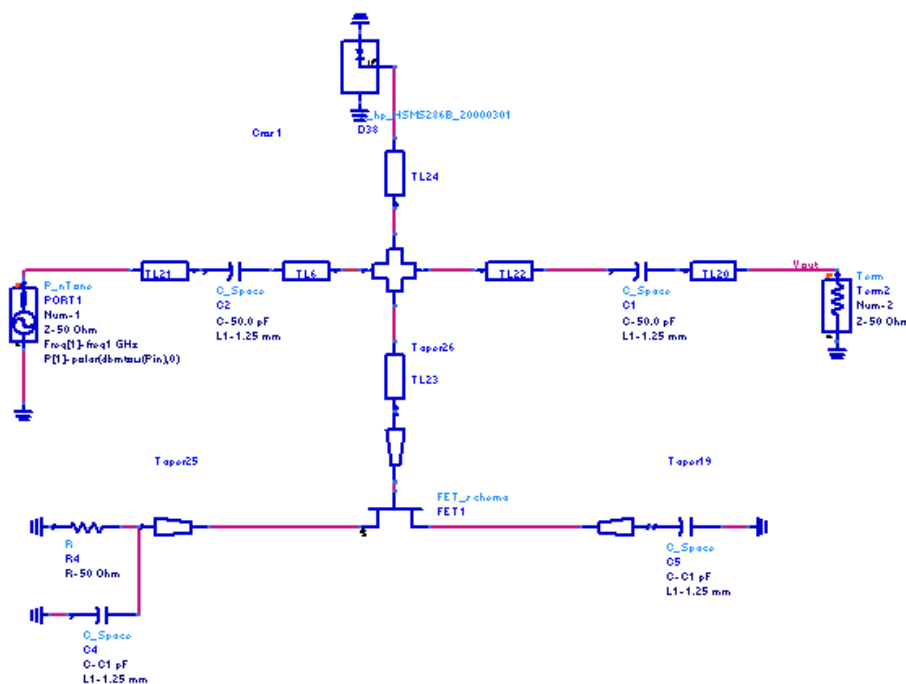 _hp_HSMS286B_20000301
D38
Cror1
TL24
TL21
TL6
TL22
TL20
Vout
P_nTone
PORT1
Num-1
Z-50 Ohm
Freq[1]-freq1 GHz
P[1]-polar(dbmtow(Pin),0)
C_Space
C2
C-50.0 pF
L1-1.25 mm
C_Space
C1
C-50.0 pF
L1-1.25 mm
Term
Term2
Num-2
Z-50 Ohm
Taper26
TL23
Taper25
Taper19
FET_schema
FET1
R
R4
R-50 Ohm
C_Space
C5
C-C1 pF
L1-1.25 mm
C_Space
C4
C-C1 pF
L1-1.25 mm